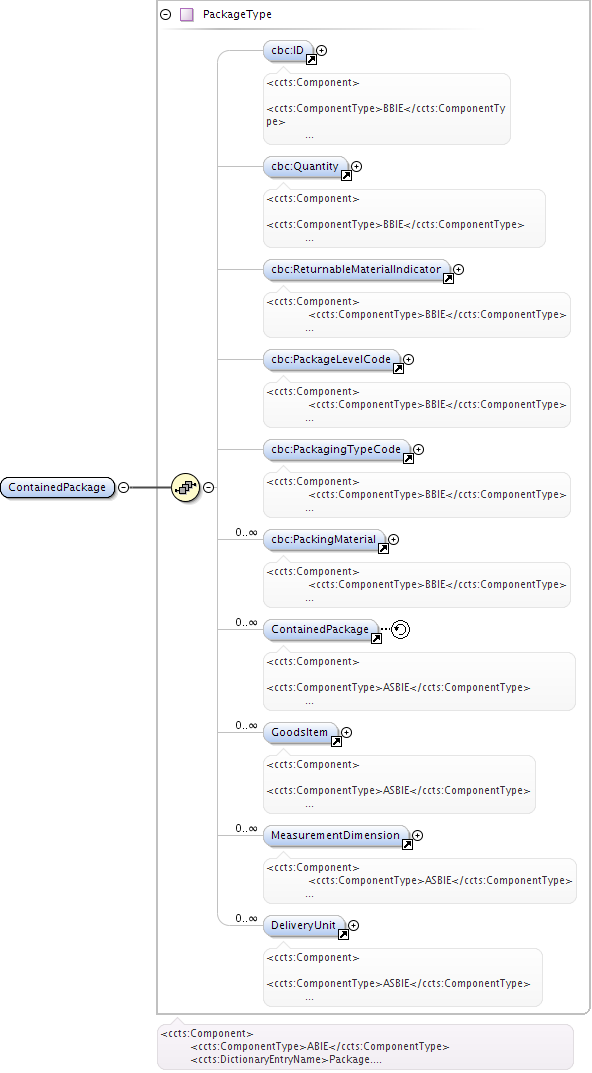 PackageType
cbc:ID
<ccts:Component>
<ccts:ComponentType>BBIE</ccts:ComponentTy
pe>
...
cbc:Quantity
<ccts:Component>
<ccts:ComponentType>BBIE</ccts:ComponentType>
...
cbc:ReturnableMaterialIndicator
<ccts:Component>
<ccts:ComponentType>BBIE</ccts:ComponentType>
...
cbc:PackageLevelCode
<ccts:Component>
<ccts:ComponentType>BBIE</ccts:ComponentType>
...
cbc:PackagingTypeCode
<ccts:Component>
<ccts:ComponentType>BBIE</ccts:ComponentType>
...
ContainedPackage
0..∞
cbc:PackingMaterial
<ccts:Component>
<ccts:ComponentType>BBIE</ccts:ComponentType>
...
0..∞
ContainedPackage
<ccts:Component>
<ccts:ComponentType>ASBIE</ccts:ComponentType>
...
0..∞
GoodsItem
<ccts:Component>
<ccts:ComponentType>ASBIE</ccts:ComponentType>
...
0..∞
MeasurementDimension
<ccts:Component>
<ccts:ComponentType>ASBIE</ccts:ComponentType>
...
0..∞
DeliveryUnit
<ccts:Component>
<ccts:ComponentType>ASBIE</ccts:ComponentType>
...
<ccts:Component>
<ccts:ComponentType>ABIE</ccts:ComponentType>
<ccts:DictionaryEntryName>Package....